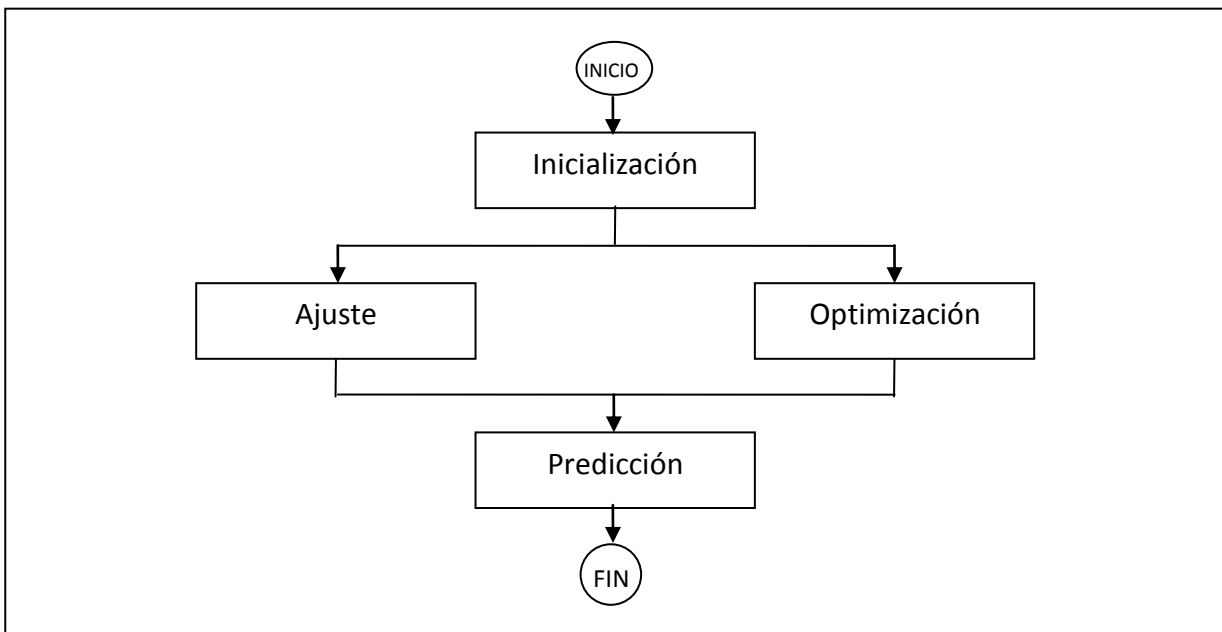 INICIO
Inicialización
Ajuste
Optimización
Predicción
FIN